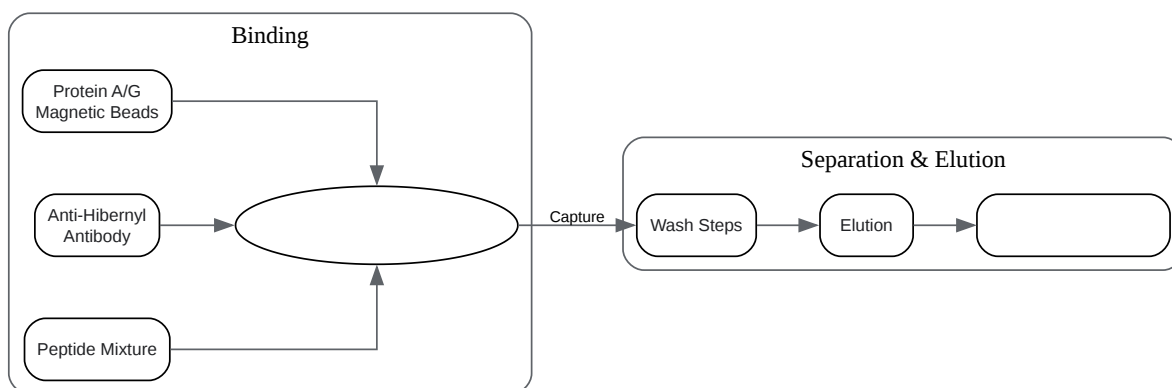 Binding
Protein A/G
Magnetic Beads
Anti-Hibernyl
Antibody
Peptide Mixture
Capture
Separation & Elution
Wash Steps
Elution